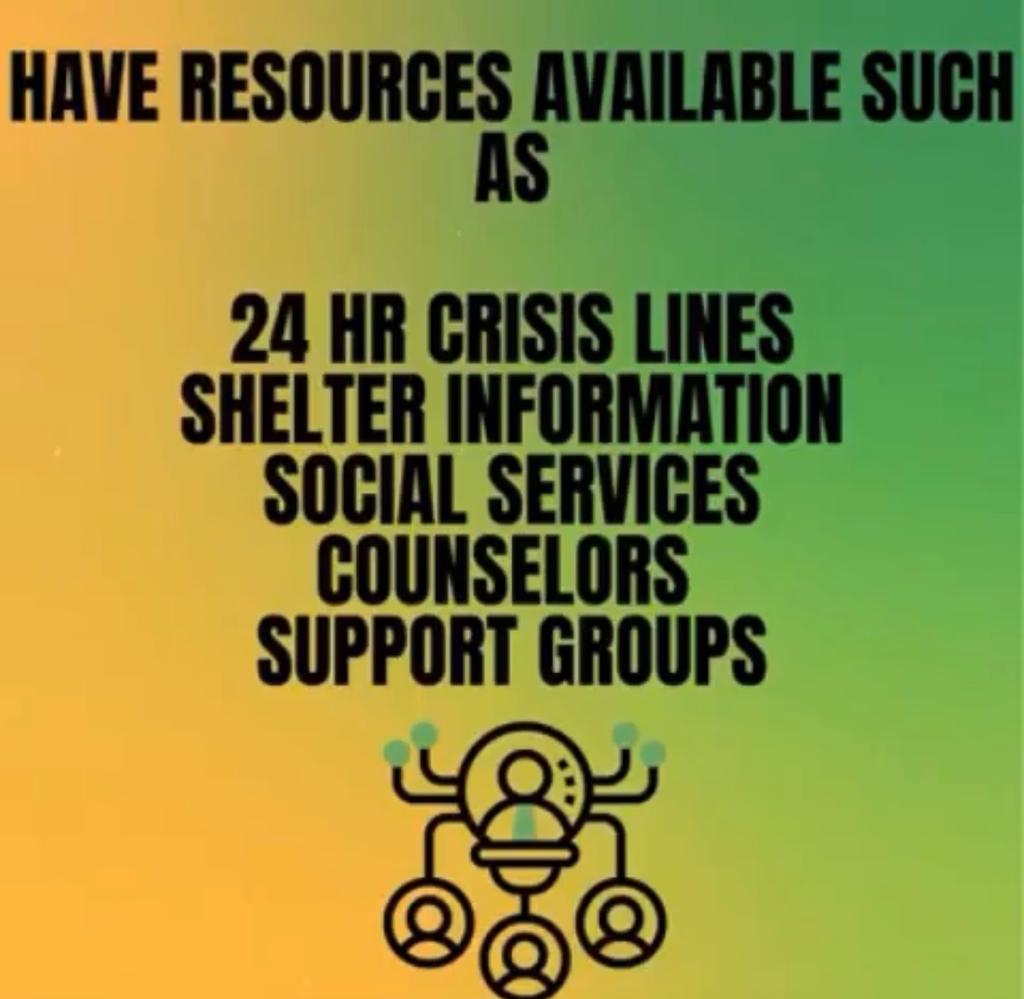 HAVE RESOURCES AVAILABLE SUCH
AS
24 HR CRISIS LINES
SHELTER INFORMATION
SOCIAL SERVICES
COUNSELORS
SUPPORT GROUPS